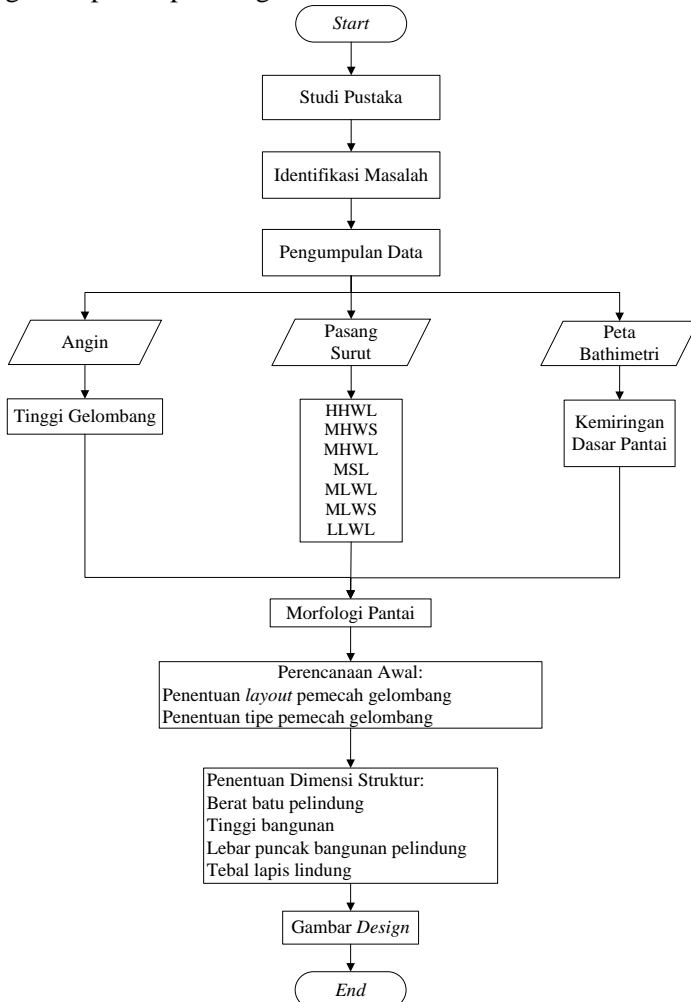 Start
Studi Pustaka
Identifikasi Masalah
Pengumpulan Data
Angin
Pasang
Surut
Peta
Bathimetri
Tinggi Gelombang
HHWL
MHWS
MHWL
MSL
MLWL
MLWS
LLWL
Kemiringan
Dasar Pantai
Morfologi Pantai
Perencanaan Awal:
Penentuan layout pemecah gelombang
Penentuan tipe pemecah gelombang
Penentuan Dimensi Struktur:
Berat batu pelindung
Tinggi bangunan
Lebar puncak bangunan pelindung
Tebal lapis lindung
Gambar Design
End